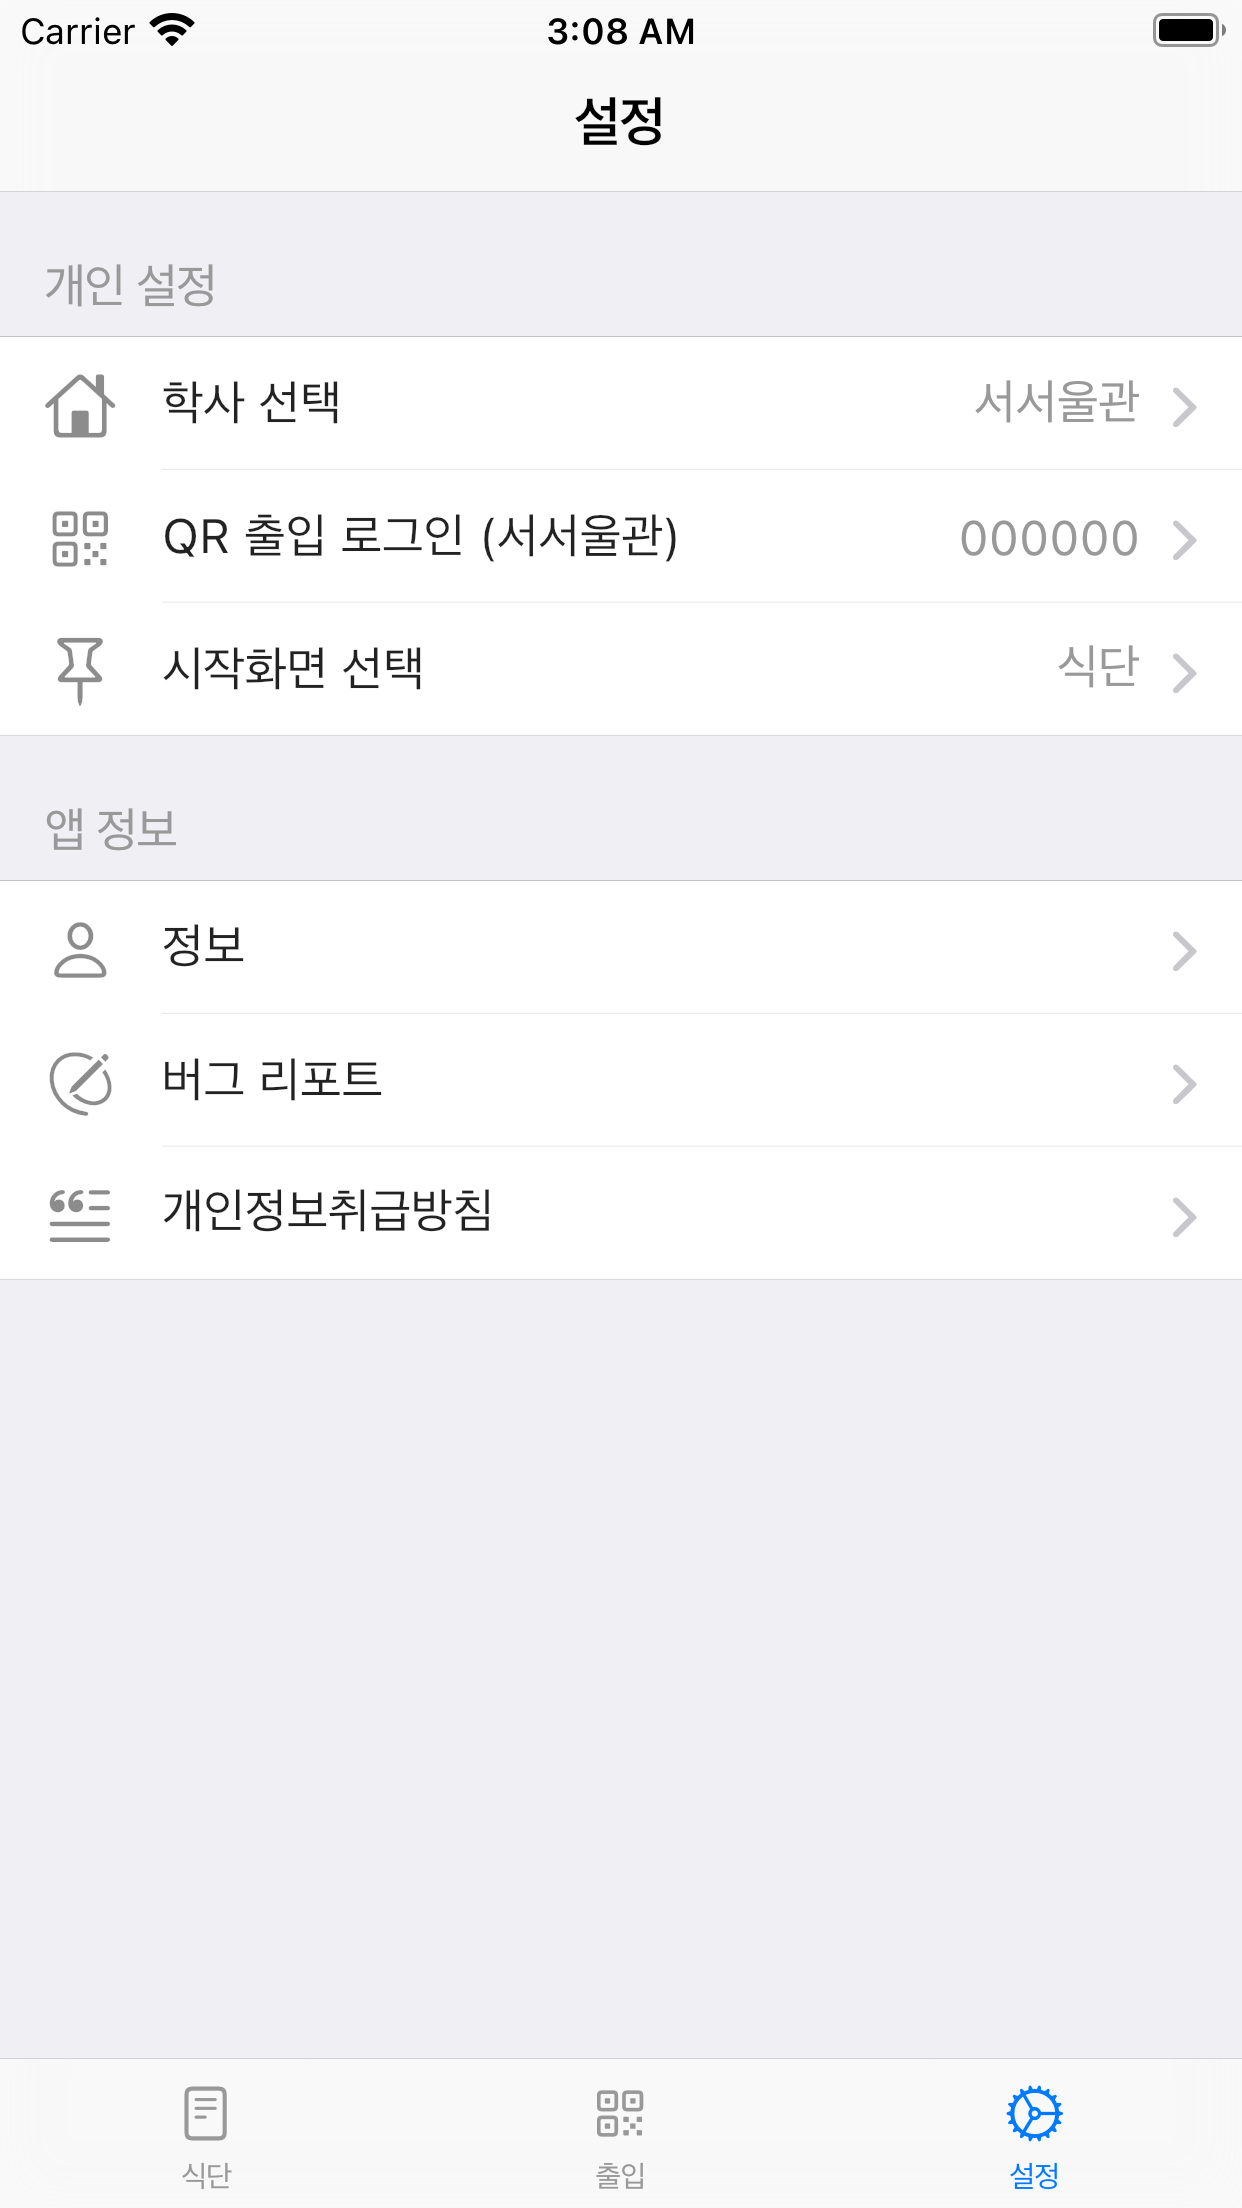 Carrier 3:08 AM
설정
개인 설정
학사 선택 서서울관
QR 출입 로그인 (서서울관) 000000
시작화면 선택 식단
앱 정보
정보
버그 리포트
개인정보취급방침
식단 출입 설정